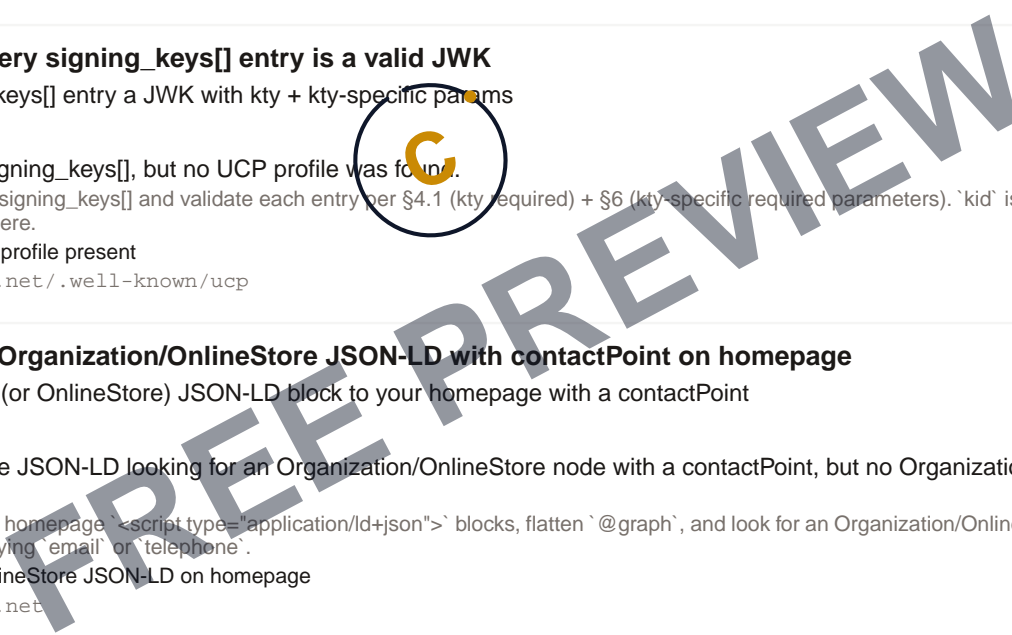 ery signing_keys[] entry is a valid JWK
keys[] entry a JWK with kty + kty-specific params
C
gning_keys[], but no UCP profile was found.
signing_keys[] and validate each entry per §4.1 (kty required) + §6 (kty-specific required parameters). `kid` is
ere.
profile present
.net/.well-known/ucp
FREE PREVIEW
Organization/OnlineStore JSON-LD with contactPoint on homepage
(or OnlineStore) JSON-LD block to your homepage with a contactPoint
e JSON-LD looking for an Organization/OnlineStore node with a contactPoint, but no Organizatio
homepage `<script type="application/ld+json">` blocks, flatten `@graph`, and look for an Organization/Onlin
ying `email` or `telephone`.
ineStore JSON-LD on homepage
.net